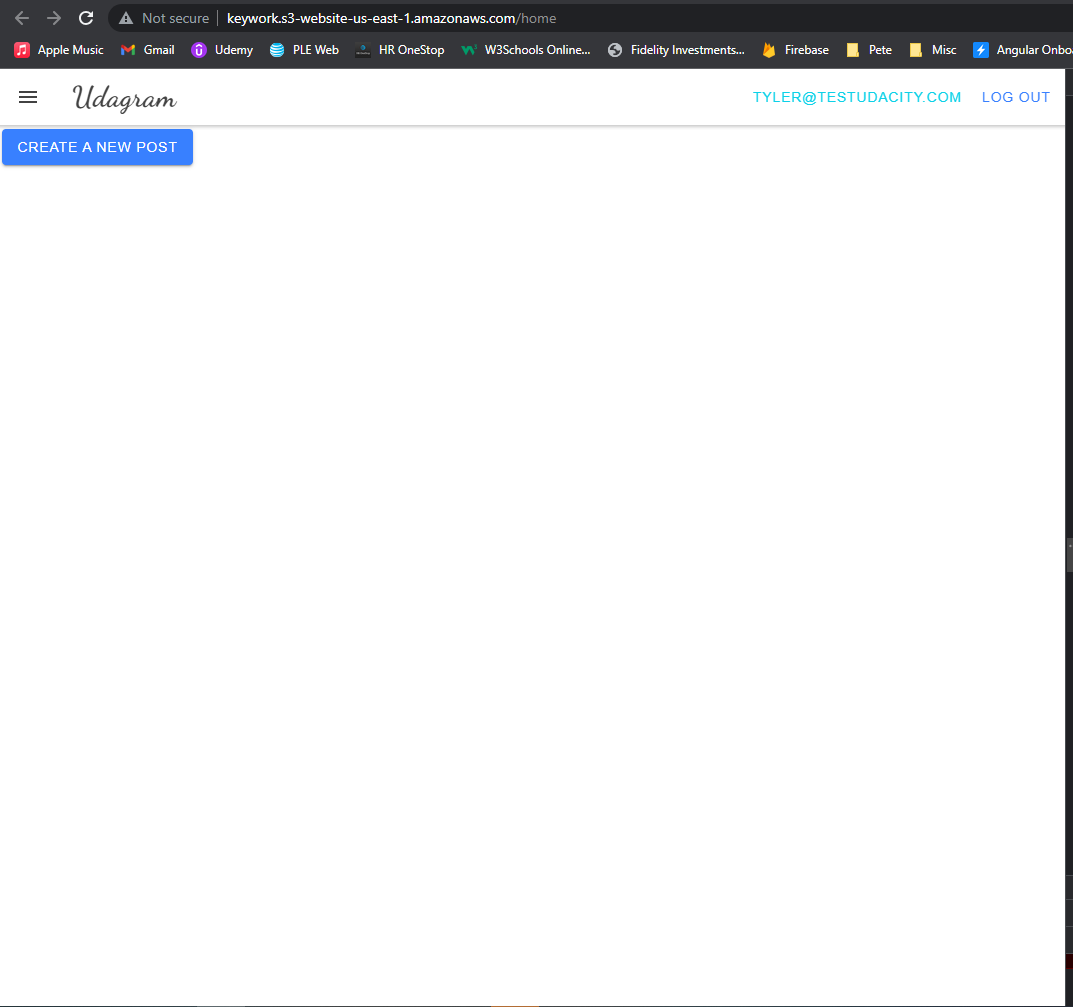 Not secure keywork.s3-website-us-east-1.amazonaws.com/home
Apple Music Gmail Udemy PLE Web HR OneStop W3Schools Online... Fidelity Investments... Firebase Pete Misc Angular Onbo
Udagram TYLER@TESTUDACITY.COM LOG OUT
CREATE A NEW POST